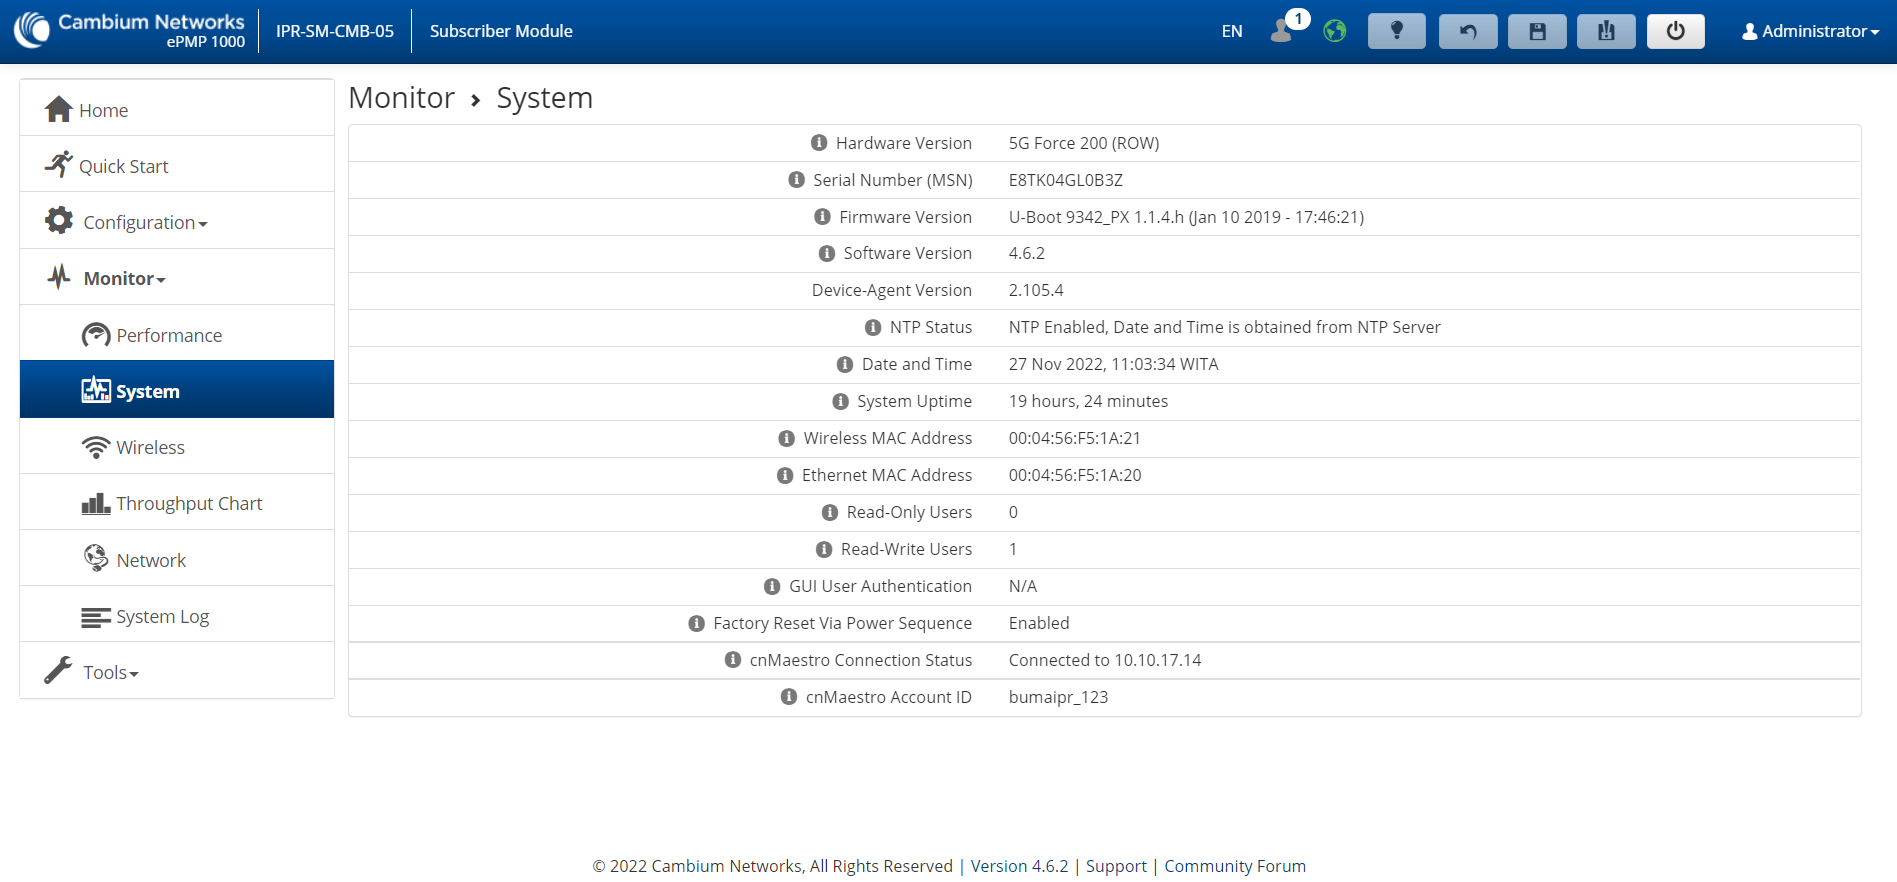 Cambium Networks
ePMP 1000
IPR-SM-CMB-05
Subscriber Module
EN
1
Administrator
Home
Quick Start
Configuration
Monitor
Performance
System
Wireless
Throughput Chart
Network
System Log
Tools
Monitor › System
Hardware Version 5G Force 200 (ROW)
Serial Number (MSN) E8TK04GL0B3Z
Firmware Version U-Boot 9342_PX 1.1.4.h (Jan 10 2019 - 17:46:21)
Software Version 4.6.2
Device-Agent Version 2.105.4
NTP Status NTP Enabled, Date and Time is obtained from NTP Server
Date and Time 27 Nov 2022, 11:03:34 WITA
System Uptime 19 hours, 24 minutes
Wireless MAC Address 00:04:56:F5:1A:21
Ethernet MAC Address 00:04:56:F5:1A:20
Read-Only Users 0
Read-Write Users 1
GUI User Authentication N/A
Factory Reset Via Power Sequence Enabled
cnMaestro Connection Status Connected to 10.10.17.14
cnMaestro Account ID bumaipr_123
© 2022 Cambium Networks, All Rights Reserved | Version 4.6.2 | Support | Community Forum